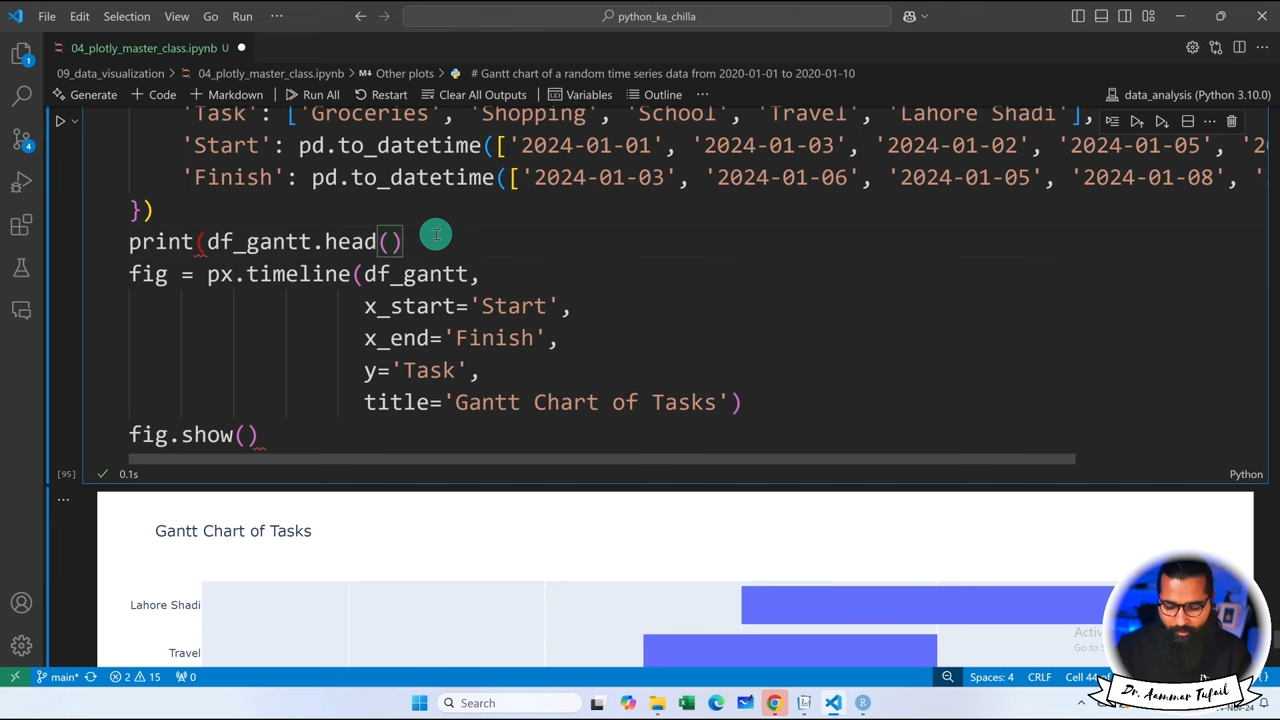 File Edit Selection View Go Run ··· python_ka_chilla
04_plotly_master_class.ipynb U
09_data_visualization > 04_plotly_master_class.ipynb > Other plots > # Gantt chart of a random time series data from 2020-01-01 to 2020-01-10
Generate + Code + Markdown Run All Restart Clear All Outputs Variables Outline ··· data_analysis (Python 3.10.0)
'Task': ['Groceries', 'Shopping', 'School', 'Travel', 'Lahore Shadi'],
'Start': pd.to_datetime(['2024-01-01', '2024-01-03', '2024-01-02', '2024-01-05', '20
'Finish': pd.to_datetime(['2024-01-03', '2024-01-06', '2024-01-05', '2024-01-08', '
})
print(df_gantt.head()
fig = px.timeline(df_gantt,
x_start='Start',
x_end='Finish',
y='Task',
title='Gantt Chart of Tasks')
fig.show()
[95] 0.1s Python
Gantt Chart of Tasks
Lahore Shadi
Travel
main* 2 15 0 Spaces: 4 CRLF Cell 44 of
Search
Dr. Aammar Tufail